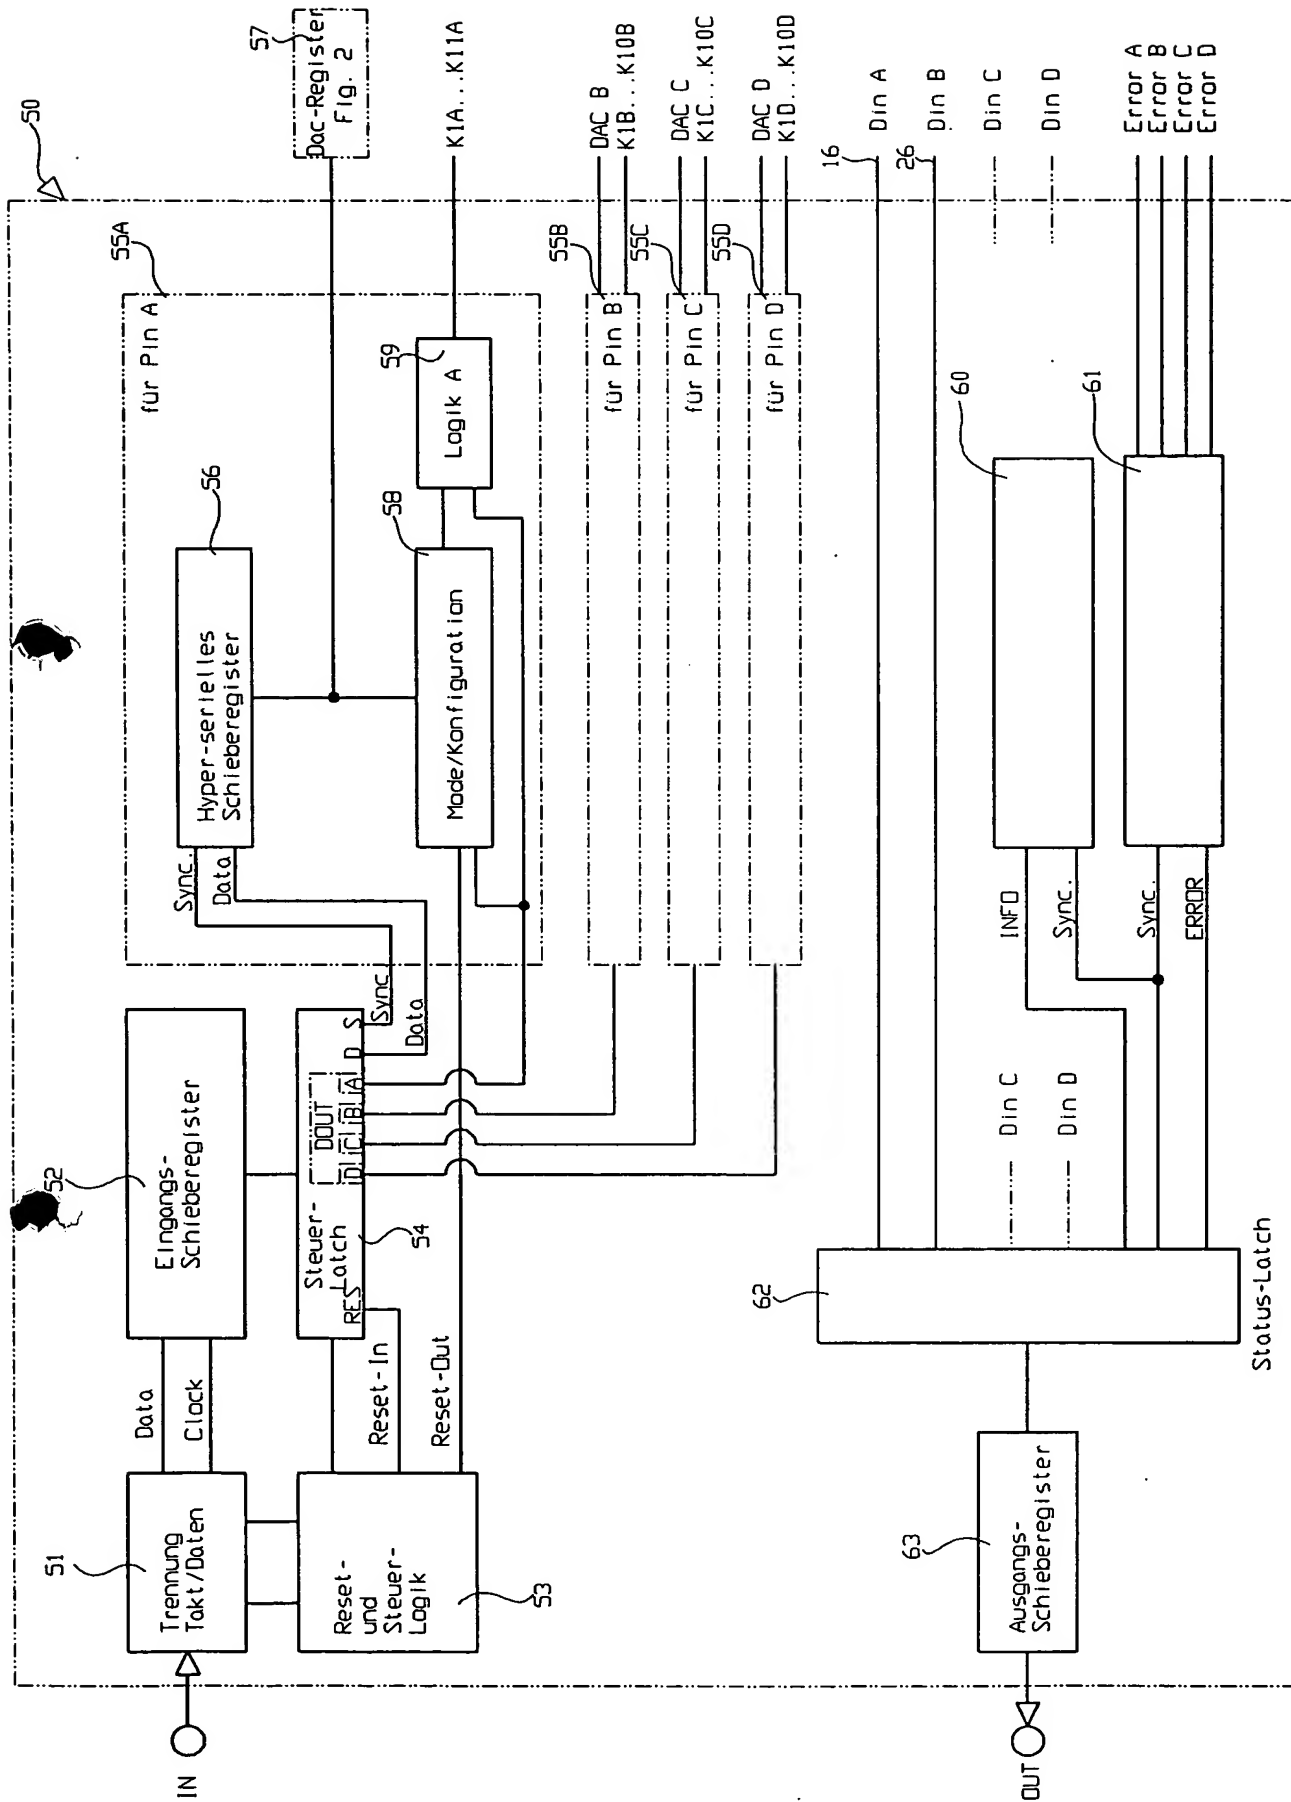 50
IN
51
Trennung
Takt/Daten
Data
Clock
52
Eingangs-
Schieberegister
Reset-
und
Steuer-
Logik
53
Reset-In
Reset-Out
Steuer-
Latch
RES
54
DOUT
D
C
B
A
D
S
Sync
Data
55A
für Pin A
Sync.
Data
Hyper-serielles
Schieberegister
56
Mode/Konfiguration
58
Logik A
59
57
Dac-Register
Fig. 2
K1A...K11A
für Pin B
55B
DAC B
K1B...K10B
für Pin C
55C
DAC C
K1C...K10C
für Pin D
55D
DAC D
K1D...K10D
16
Din A
26
Din B
Din C
Din D
Din C
Din D
60
INFO
Sync.
61
Sync.
ERROR
Error A
Error B
Error C
Error D
62
Status-Latch
63
Ausgangs-
Schieberegister
OUT